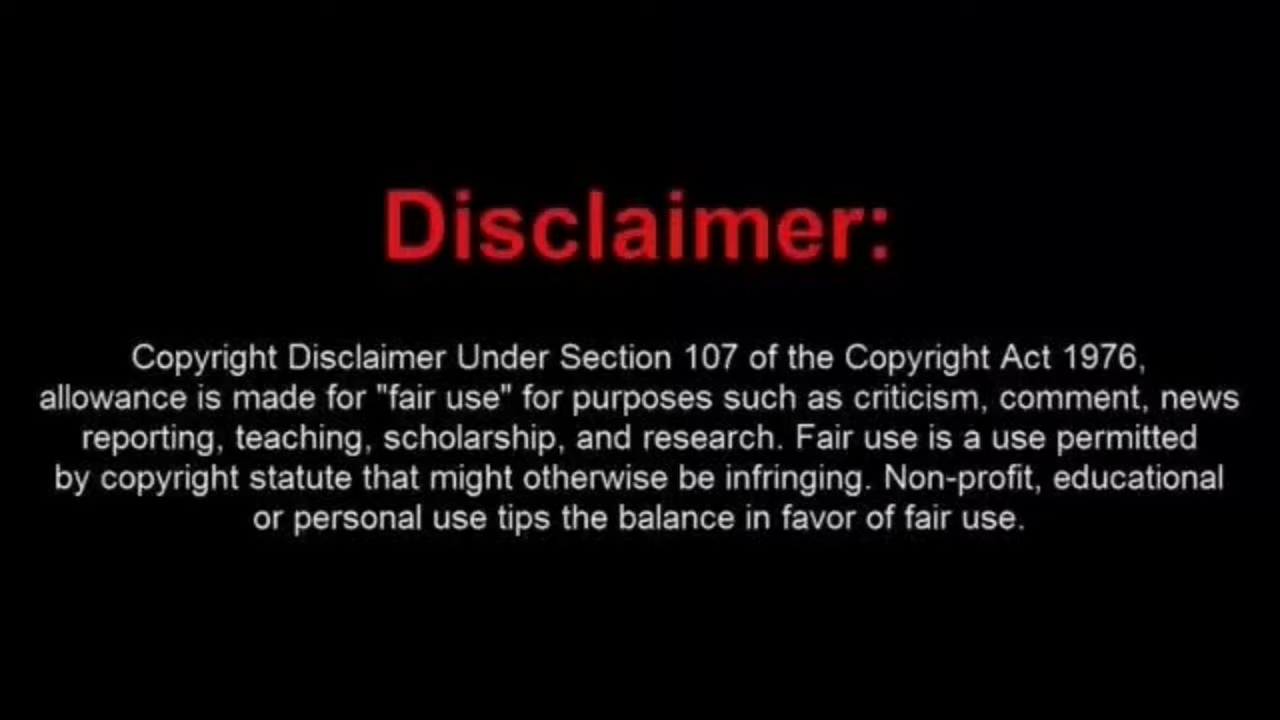 Disclaimer:
Copyright Disclaimer Under Section 107 of the Copyright Act 1976,
allowance is made for "fair use" for purposes such as criticism, comment, news
reporting, teaching, scholarship, and research. Fair use is a use permitted
by copyright statute that might otherwise be infringing. Non-profit, educational
or personal use tips the balance in favor of fair use.